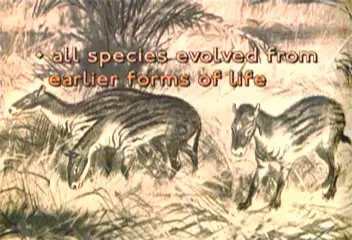 • all species evolved from
earlier forms of life